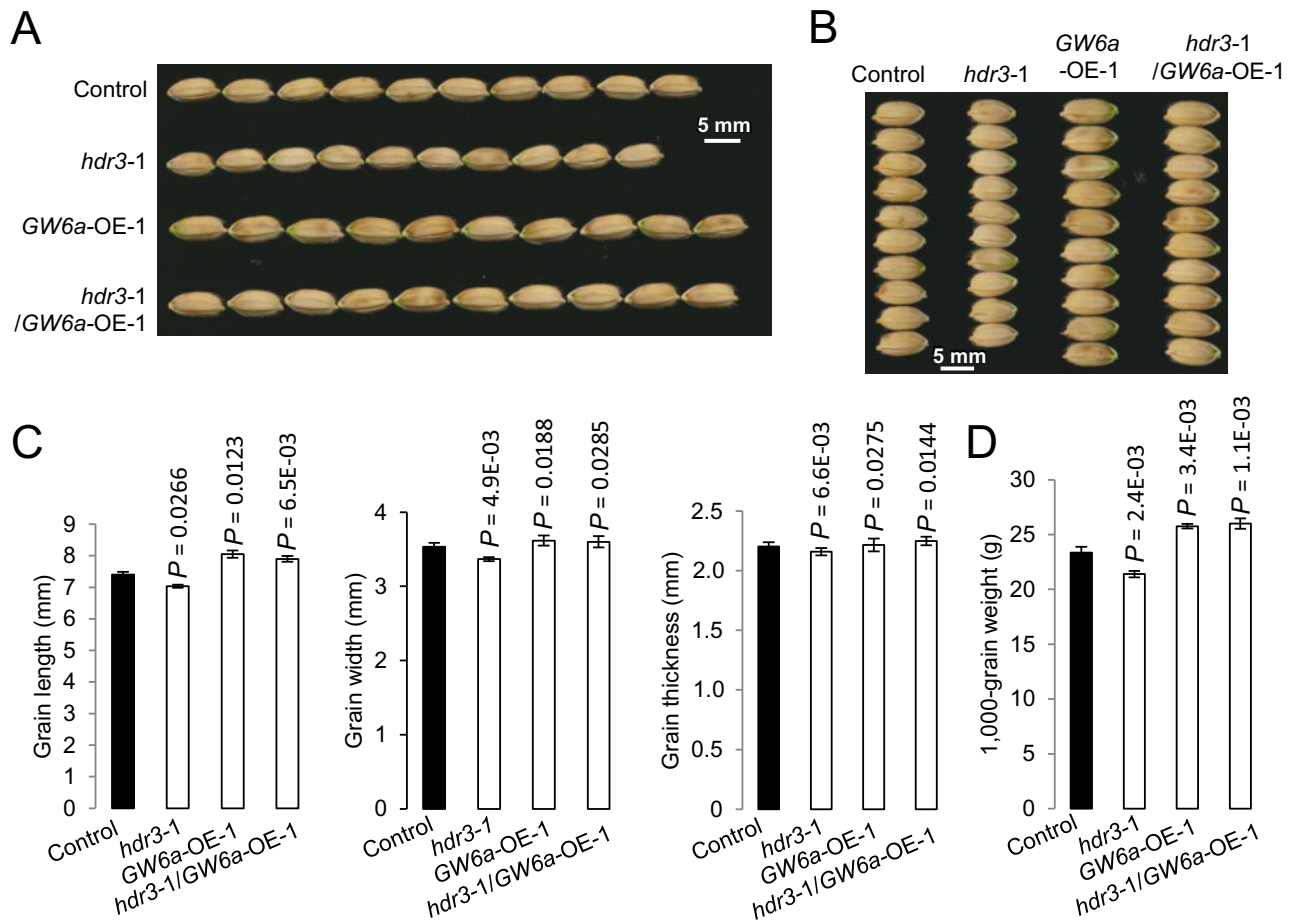 A
Control
hdr3-1
GW6a-OE-1
hdr3-1
/GW6a-OE-1
5 mm
B
Control
hdr3-1
GW6a
-OE-1
hdr3-1
/GW6a-OE-1
5 mm
C
Grain length (mm)
9
8
7
6
5
4
3
2
1
0
P = 0.0266
P = 0.0123
P = 6.5E-03
Control
hdr3-1
GW6a-OE-1
hdr3-1/GW6a-OE-1
Grain width (mm)
4
3
2
1
0
P = 4.9E-03
P = 0.0188
P = 0.0285
Control
hdr3-1
GW6a-OE-1
hdr3-1/GW6a-OE-1
Grain thickness (mm)
2.5
2.0
1.5
1.0
0.5
0
P = 6.6E-03
P = 0.0275
P = 0.0144
Control
hdr3-1
GW6a-OE-1
hdr3-1/GW6a-OE-1
D
1,000-grain weight (g)
30
25
20
15
10
5
0
P = 2.4E-03
P = 3.4E-03
P = 1.1E-03
Control
hdr3-1
GW6a-OE-1
hdr3-1/GW6a-OE-1